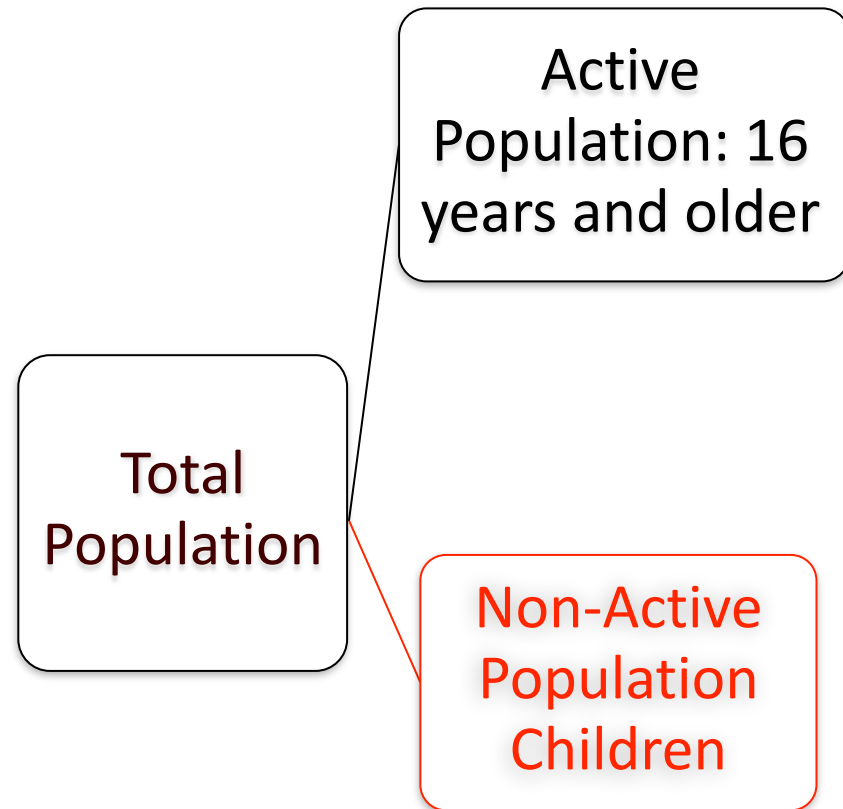 Active
Population: 16
years and older
Total
Population
Non-Active
Population
Children